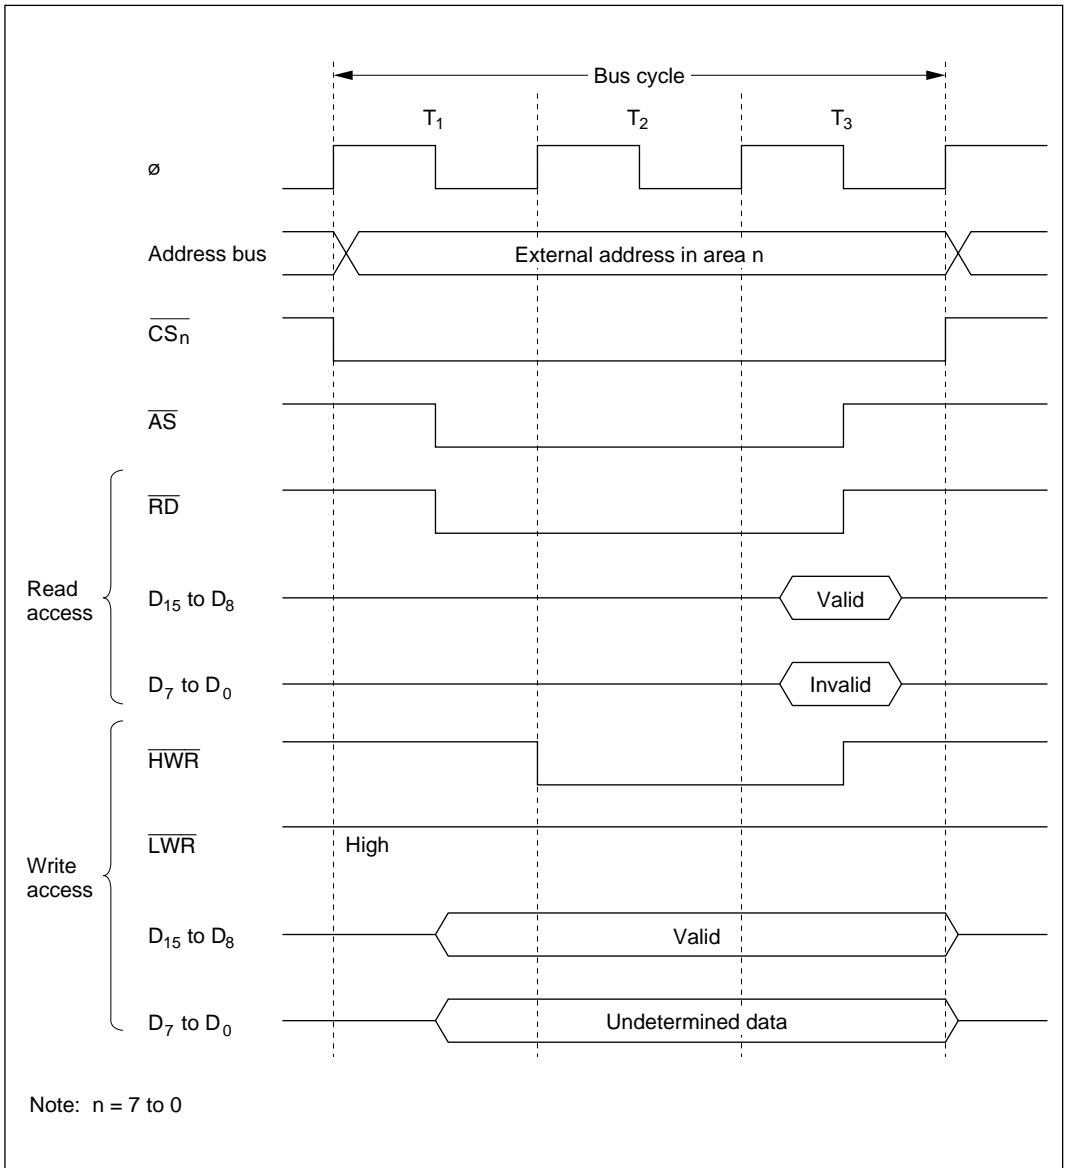 Bus cycle
T1 T2 T3
ø
Address bus External address in area n
CSn
AS
RD
Read
access
D15 to D8 Valid
D7 to D0 Invalid
HWR
LWR High
Write
access
D15 to D8 Valid
D7 to D0 Undetermined data
Note: n = 7 to 0